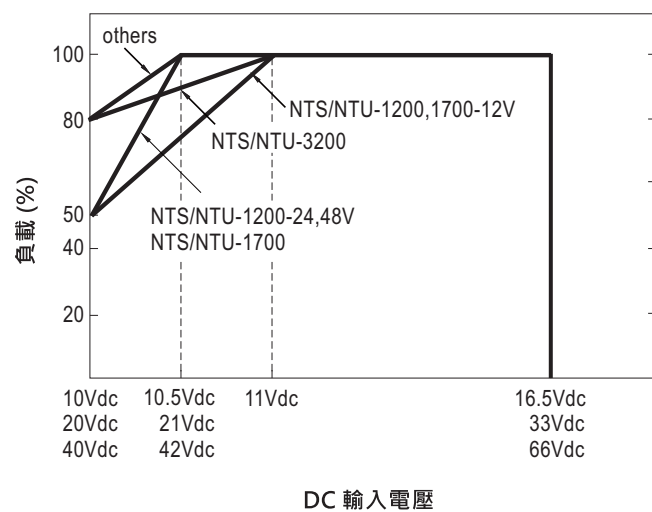 others
100
80
50
40
20
負載 (%)
NTS/NTU-1200,1700-12V
NTS/NTU-3200
NTS/NTU-1200-24,48V
NTS/NTU-1700
10Vdc 10.5Vdc 11Vdc 16.5Vdc
20Vdc 21Vdc 33Vdc
40Vdc 42Vdc 66Vdc
DC 輸入電壓